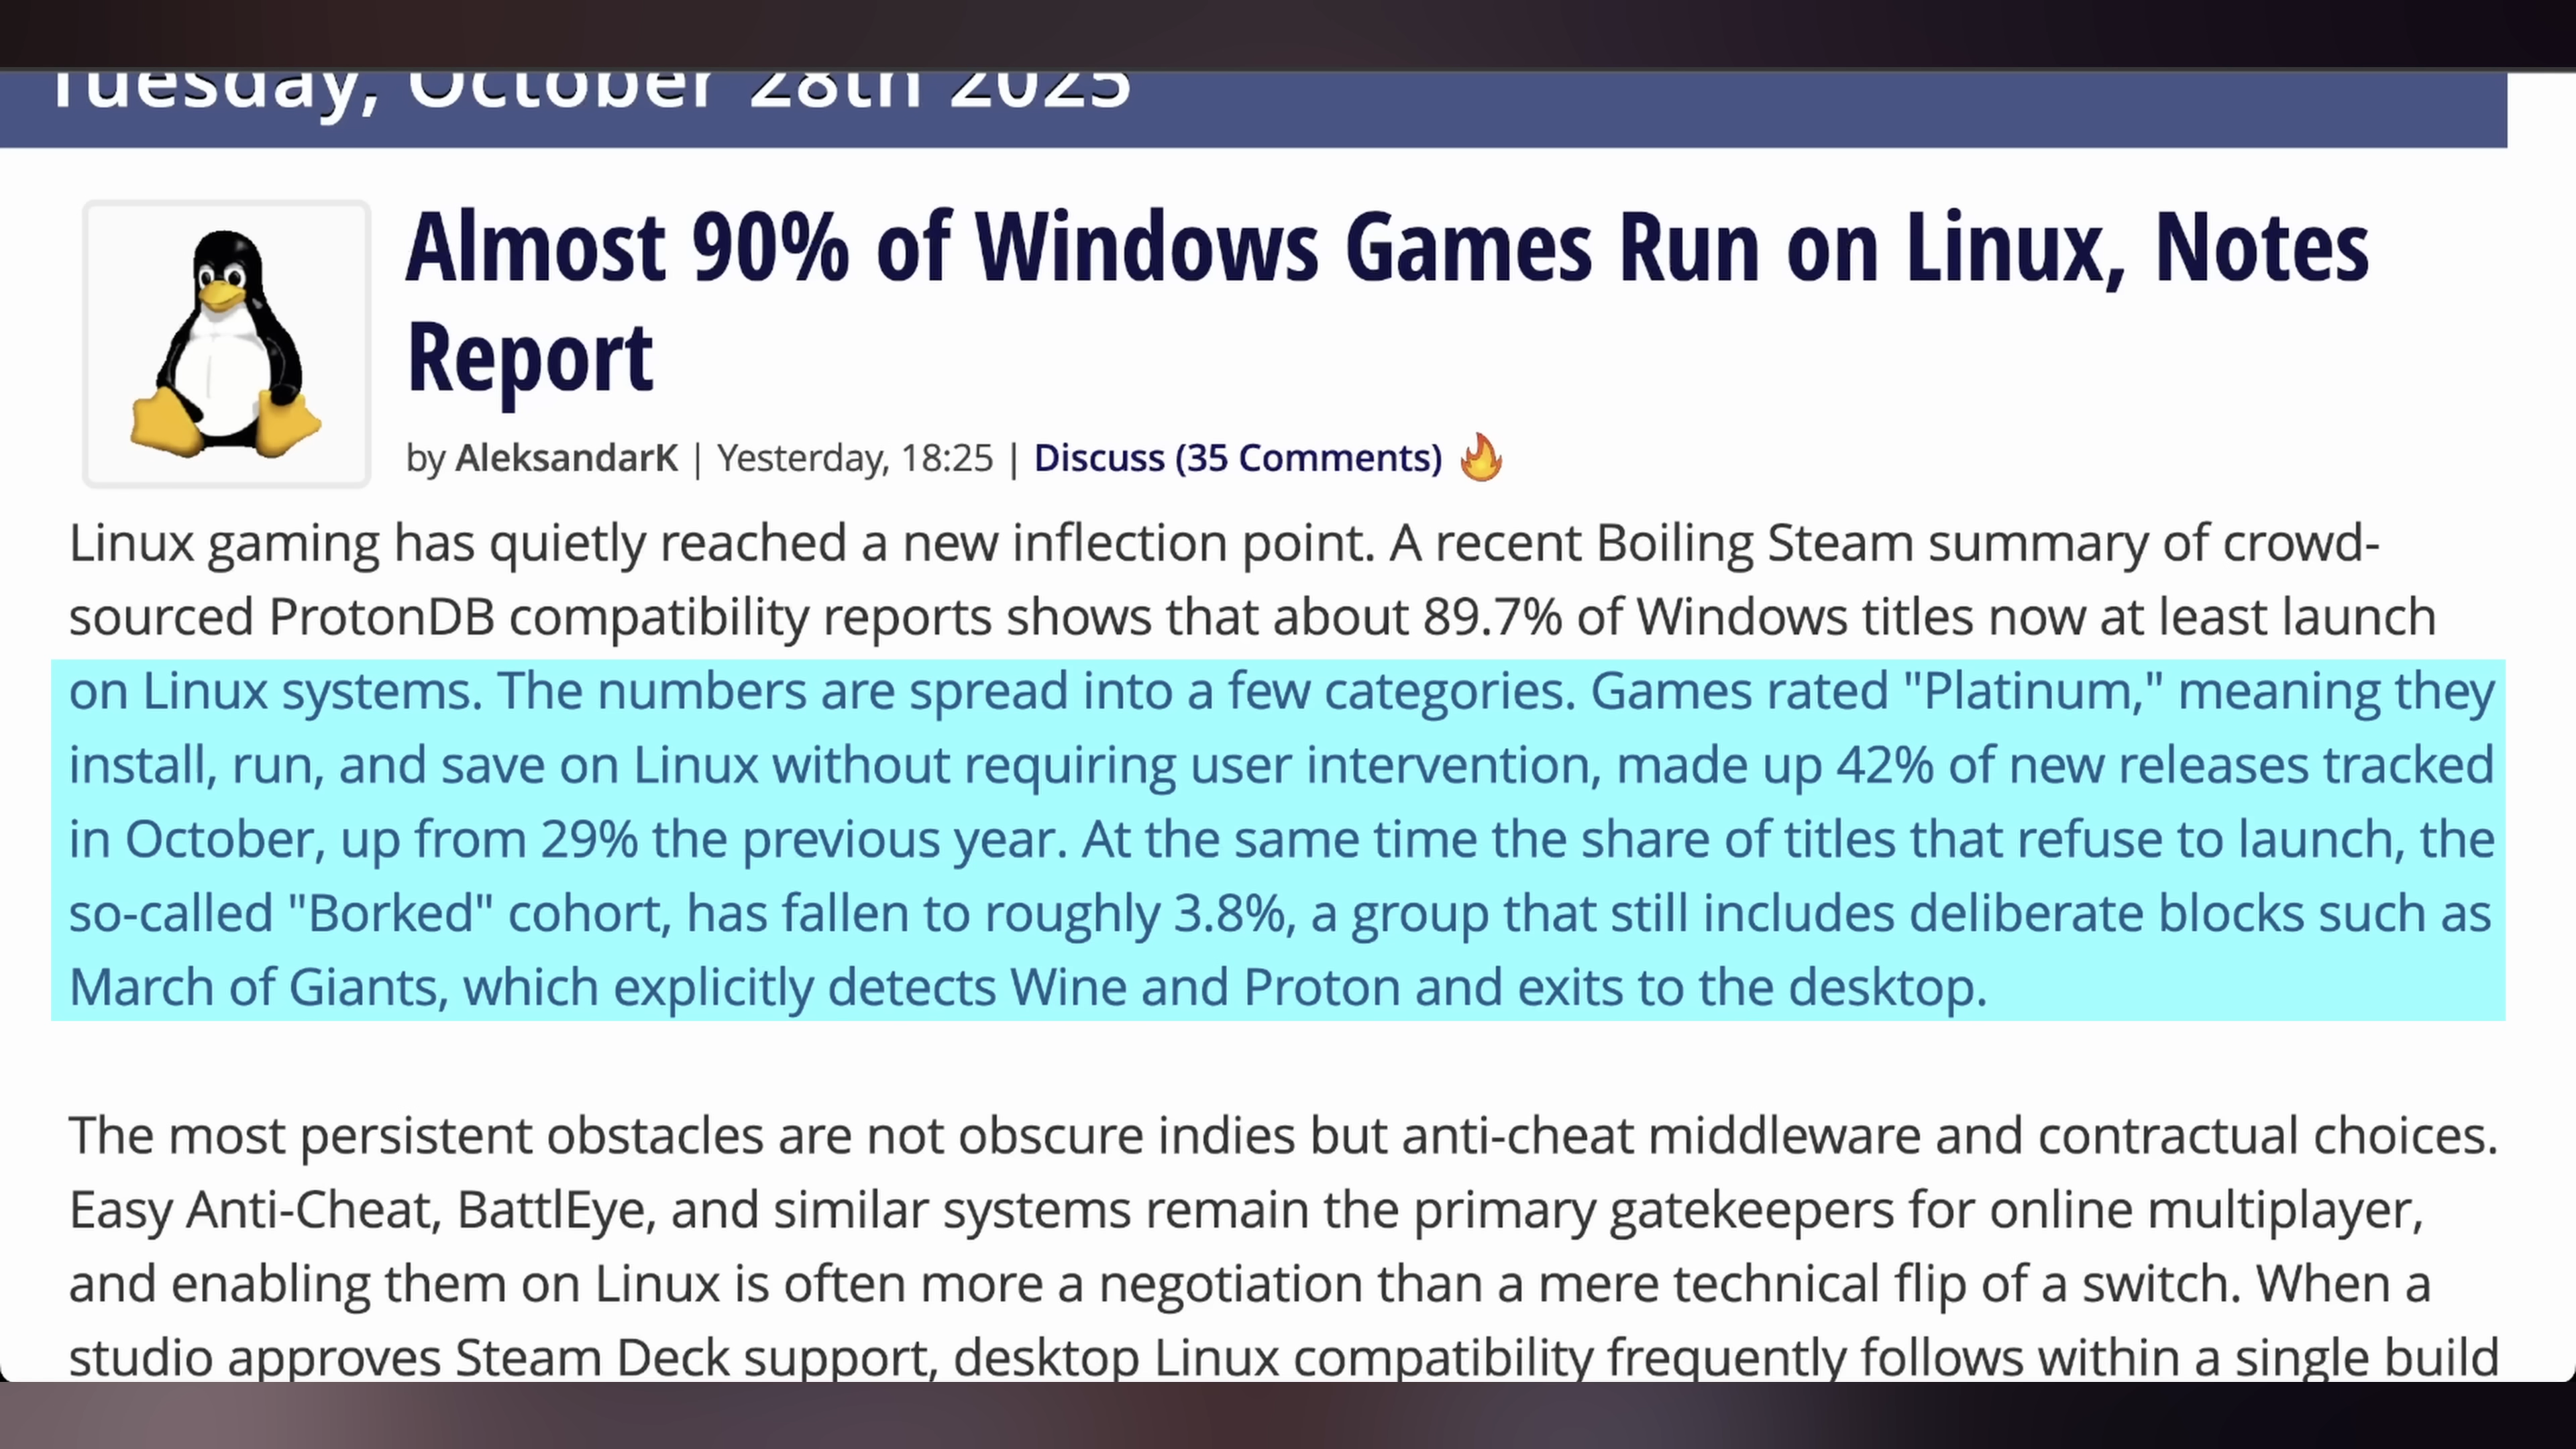 Tuesday, October 28th 2025
Almost 90% of Windows Games Run on Linux, Notes
Report
by AleksandarK | Yesterday, 18:25 | Discuss (35 Comments)
Linux gaming has quietly reached a new inflection point. A recent Boiling Steam summary of crowd-
sourced ProtonDB compatibility reports shows that about 89.7% of Windows titles now at least launch
on Linux systems. The numbers are spread into a few categories. Games rated "Platinum," meaning they
install, run, and save on Linux without requiring user intervention, made up 42% of new releases tracked
in October, up from 29% the previous year. At the same time the share of titles that refuse to launch, the
so-called "Borked" cohort, has fallen to roughly 3.8%, a group that still includes deliberate blocks such as
March of Giants, which explicitly detects Wine and Proton and exits to the desktop.
The most persistent obstacles are not obscure indies but anti-cheat middleware and contractual choices.
Easy Anti-Cheat, BattlEye, and similar systems remain the primary gatekeepers for online multiplayer,
and enabling them on Linux is often more a negotiation than a mere technical flip of a switch. When a
studio approves Steam Deck support, desktop Linux compatibility frequently follows within a single build